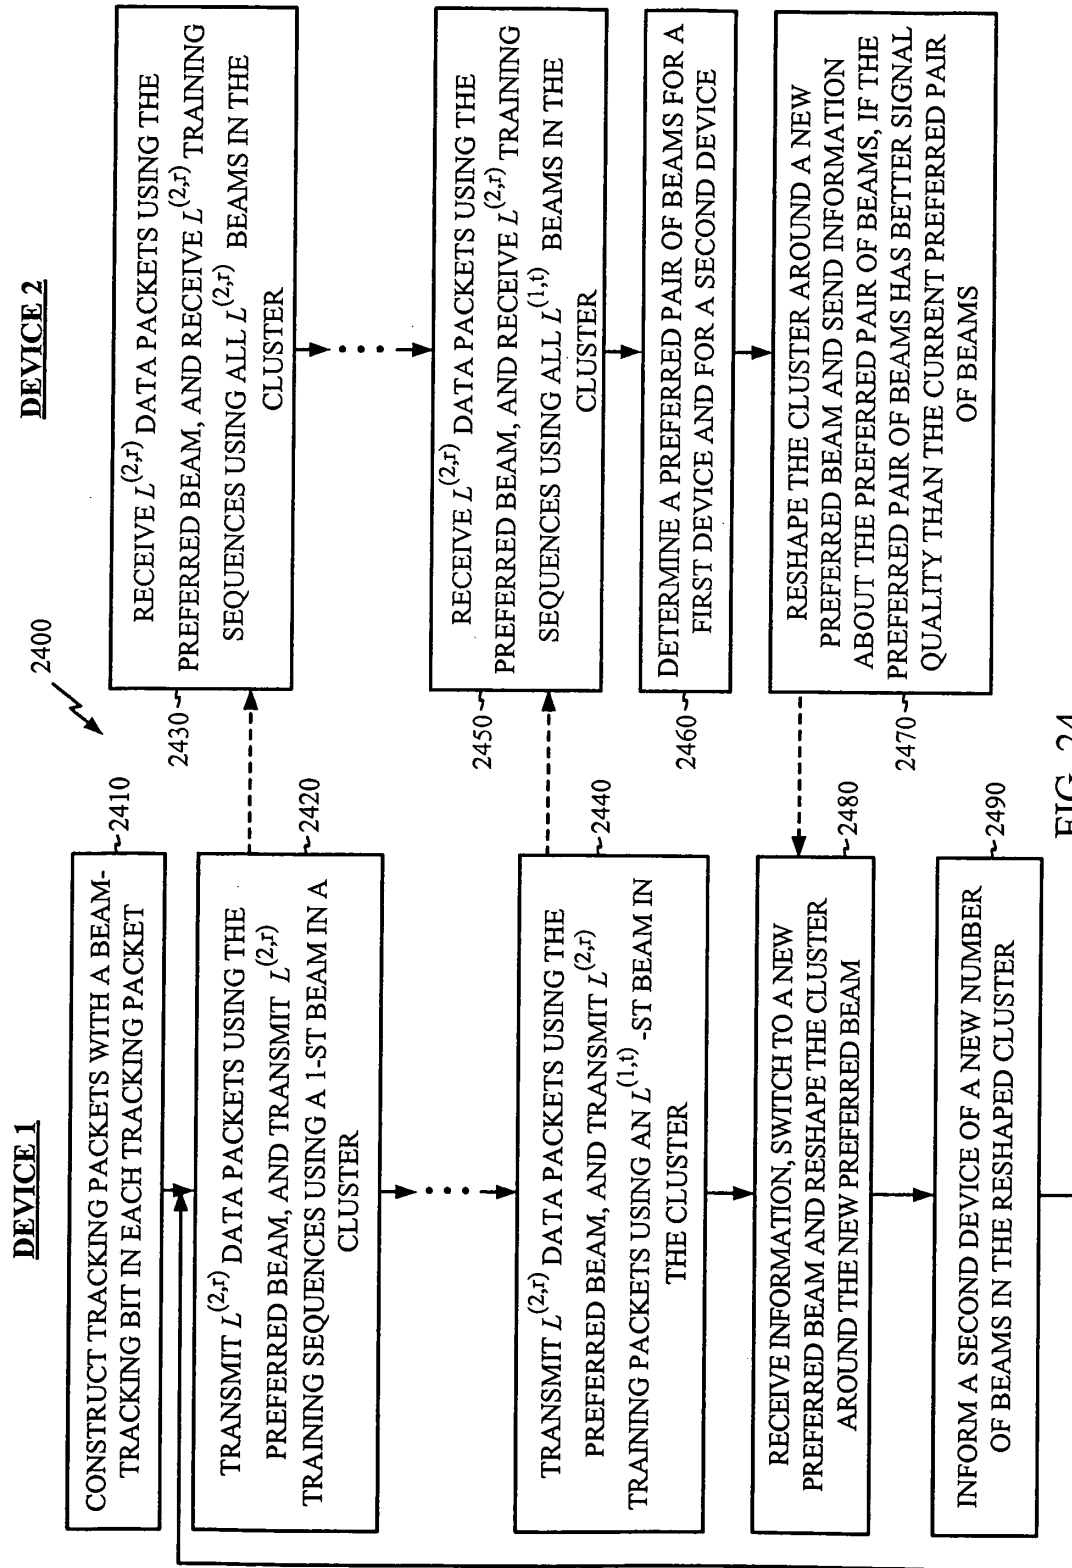 DEVICE 1
CONSTRUCT TRACKING PACKETS WITH A BEAM-
TRACKING BIT IN EACH TRACKING PACKET
2410
TRANSMIT L^(2,r) DATA PACKETS USING THE
PREFERRED BEAM, AND TRANSMIT L^(2,r)
TRAINING SEQUENCES USING A 1-ST BEAM IN A
CLUSTER
2420
TRANSMIT L^(2,r) DATA PACKETS USING THE
PREFERRED BEAM, AND TRANSMIT L^(2,r)
TRAINING PACKETS USING AN L^(1,t) -ST BEAM IN
THE CLUSTER
2440
RECEIVE INFORMATION, SWITCH TO A NEW
PREFERRED BEAM AND RESHAPE THE CLUSTER
AROUND THE NEW PREFERRED BEAM
2480
INFORM A SECOND DEVICE OF A NEW NUMBER
OF BEAMS IN THE RESHAPED CLUSTER
2490
2400
DEVICE 2
RECEIVE L^(2,r) DATA PACKETS USING THE
PREFERRED BEAM, AND RECEIVE L^(2,r) TRAINING
SEQUENCES USING ALL L^(2,r) BEAMS IN THE
CLUSTER
2430
RECEIVE L^(2,r) DATA PACKETS USING THE
PREFERRED BEAM, AND RECEIVE L^(2,r) TRAINING
SEQUENCES USING ALL L^(1,t) BEAMS IN THE
CLUSTER
2450
DETERMINE A PREFERRED PAIR OF BEAMS FOR A
FIRST DEVICE AND FOR A SECOND DEVICE
2460
RESHAPE THE CLUSTER AROUND A NEW
PREFERRED BEAM AND SEND INFORMATION
ABOUT THE PREFERRED PAIR OF BEAMS, IF THE
PREFERRED PAIR OF BEAMS HAS BETTER SIGNAL
QUALITY THAN THE CURRENT PREFERRED PAIR
OF BEAMS
2470
FIG. 24